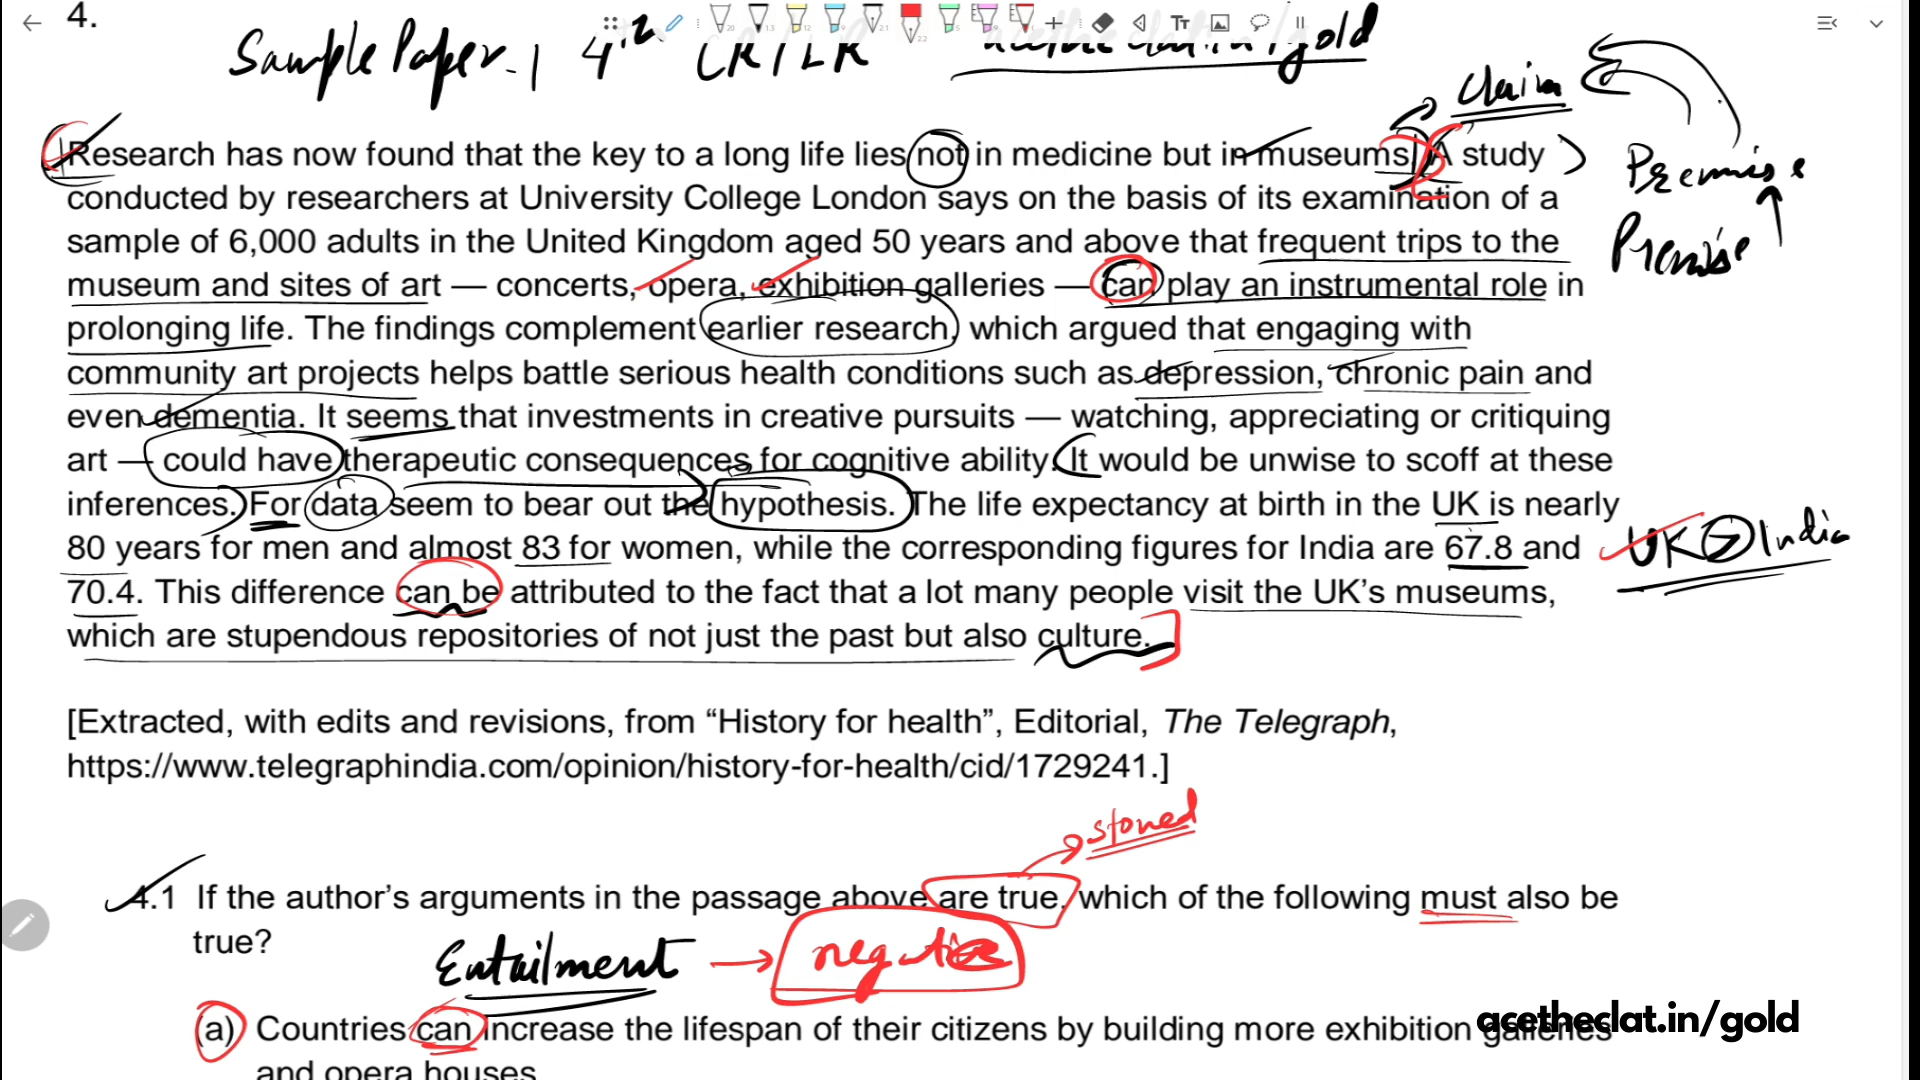 4.
Sample Paper-1 4th CR/LR acetheclat.in/gold
Claim
Research has now found that the key to a long life lies not in medicine but in museums. A study
Premise
conducted by researchers at University College London says on the basis of its examination of a
sample of 6,000 adults in the United Kingdom aged 50 years and above that frequent trips to the
Premise
museum and sites of art — concerts, opera, exhibition galleries — can play an instrumental role in
prolonging life. The findings complement earlier research, which argued that engaging with
community art projects helps battle serious health conditions such as depression, chronic pain and
even dementia. It seems that investments in creative pursuits — watching, appreciating or critiquing
art — could have therapeutic consequences for cognitive ability. It would be unwise to scoff at these
inferences. For data seem to bear out the hypothesis. The life expectancy at birth in the UK is nearly
80 years for men and almost 83 for women, while the corresponding figures for India are 67.8 and
UK > India
70.4. This difference can be attributed to the fact that a lot many people visit the UK’s museums,
which are stupendous repositories of not just the past but also culture.
[Extracted, with edits and revisions, from “History for health”, Editorial, The Telegraph,
https://www.telegraphindia.com/opinion/history-for-health/cid/1729241.]
stoned
4.1 If the author’s arguments in the passage above are true, which of the following must also be
true?
Entailment → negate
(a) Countries can increase the lifespan of their citizens by building more exhibition galleries
acetheclat.in/gold
and opera houses